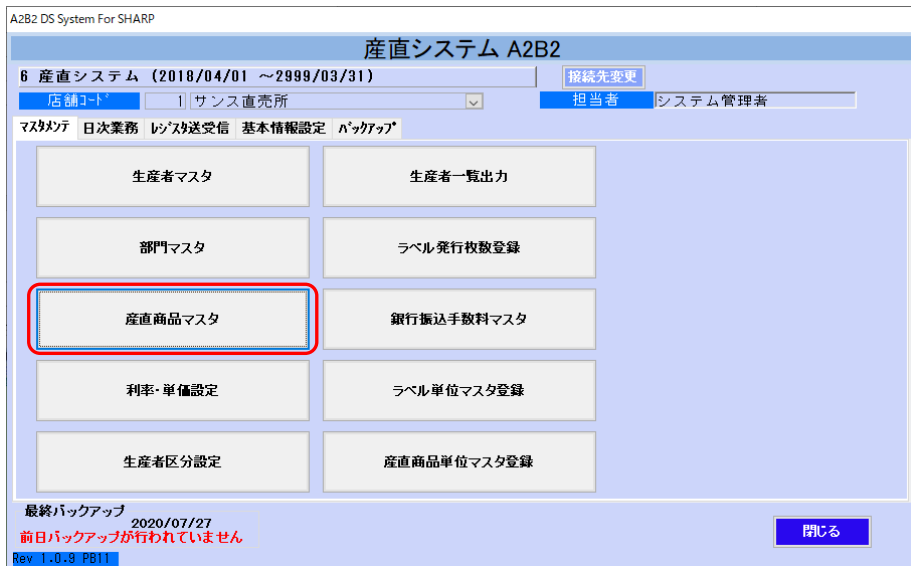 A2B2 DS System For SHARP
産直システム A2B2
6 産直システム (2018/04/01 ～2999/03/31)
接続先変更
店舗ｺｰﾄﾞ 1 サンス直売所 担当者 システム管理者
ﾏｽﾀﾒﾝﾃ 日次業務 ﾚｼﾞｽﾀ送受信 基本情報設定 ﾊﾞｯｸｱｯﾌﾟ
生産者マスタ 生産者一覧出力
部門マスタ ラベル発行枚数登録
産直商品マスタ 銀行振込手数料マスタ
利率・単価設定 ラベル単位マスタ登録
生産者区分設定 産直商品単位マスタ登録
最終バックアップ
2020/07/27
前日バックアップが行われていません
閉じる
Rev 1.0.9 PB11